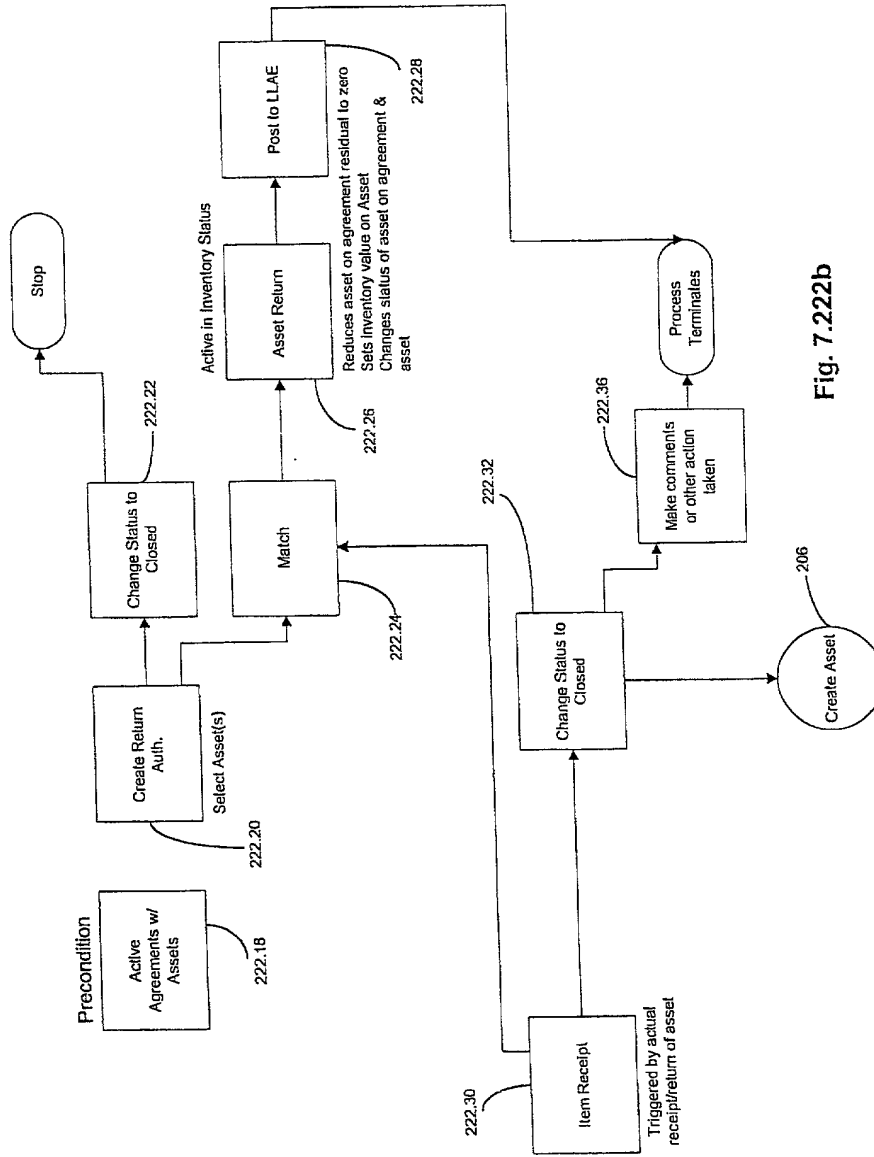 Precondition
Active
Agreements w/
Assets
222.18
Create Return
Auth.
Select Asset(s)
222.20
Change Status to
Closed
222.22
Stop
Match
222.24
Active in Inventory Status
Asset Return
222.26
Reduces asset on agreement residual to zero
Sets Inventory value on Asset
Changes status of asset on agreement &
asset
Post to LLAE
222.28
222.30
Item Receipt
Triggered by actual
receipt/return of asset
222.32
Change Status to
Closed
222.36
Make comments
or other action
taken
Process
Terminates
206
Create Asset
Fig. 7.222b